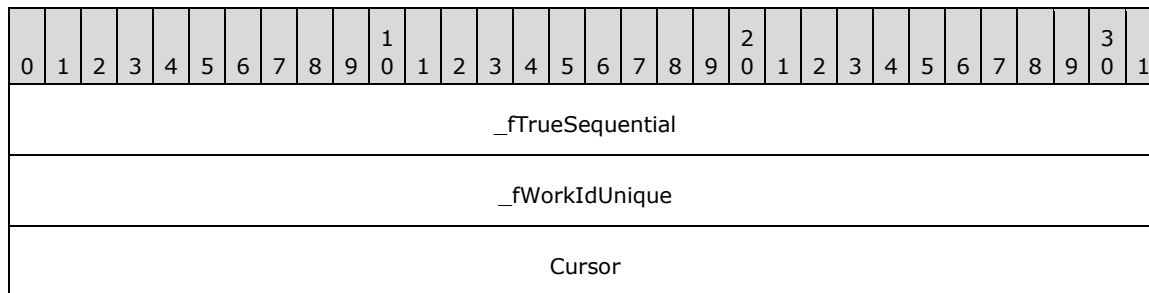 1 2 3
0 1 2 3 4 5 6 7 8 9 0 1 2 3 4 5 6 7 8 9 0 1 2 3 4 5 6 7 8 9 0 1
_fTrueSequential
_fWorkIdUnique
Cursor